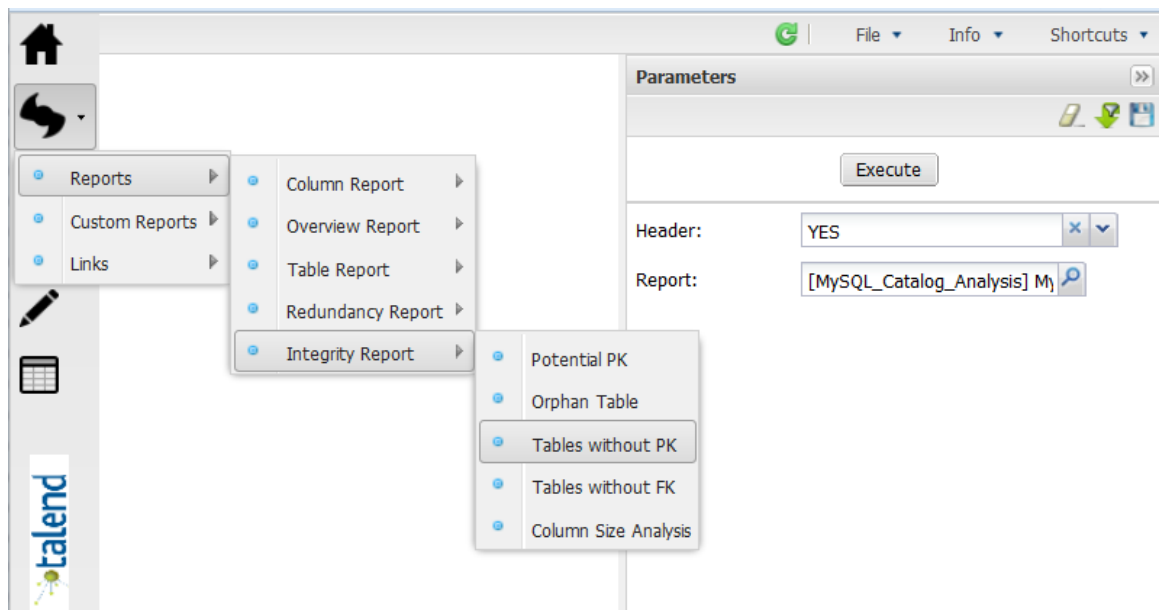 File
Info
Shortcuts
Parameters
Execute
Header:
YES
Report:
[MySQL_Catalog_Analysis] My
Reports
Custom Reports
Links
Column Report
Overview Report
Table Report
Redundancy Report
Integrity Report
Potential PK
Orphan Table
Tables without PK
Tables without FK
Column Size Analysis
talend